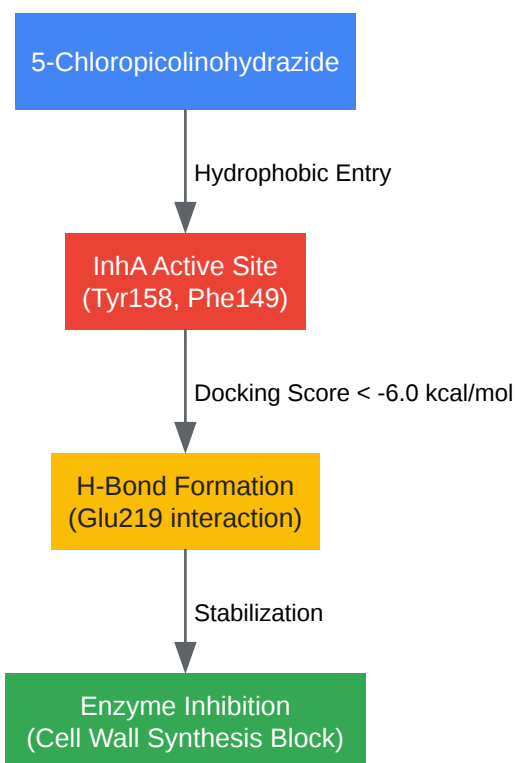 5-Chloropicolinohydrazide
Hydrophobic Entry
InhA Active Site
(Tyr158, Phe149)
Docking Score < -6.0 kcal/mol
H-Bond Formation
(Glu219 interaction)
Stabilization
Enzyme Inhibition
(Cell Wall Synthesis Block)